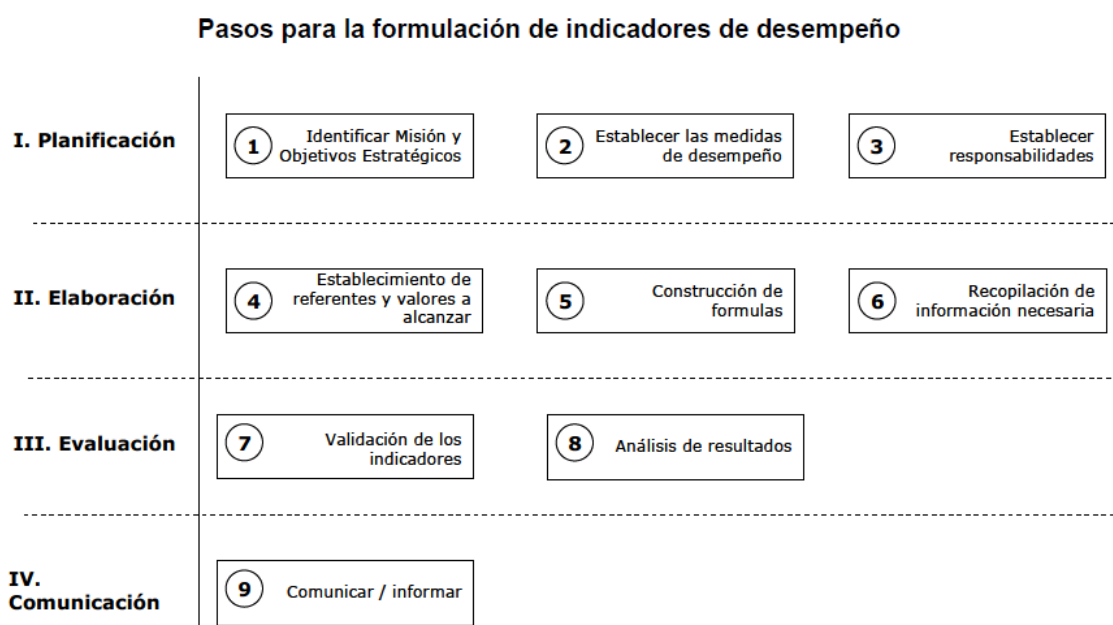 Pasos para la formulación de indicadores de desempeño
I. Planificación
1
Identificar Misión y
Objetivos Estratégicos
2
Establecer las medidas
de desempeño
3
Establecer
responsabilidades
II. Elaboración
4
Establecimiento de
referentes y valores a
alcanzar
5
Construcción de
formulas
6
Recopilación de
información necesaria
III. Evaluación
7
Validación de los
indicadores
8
Análisis de resultados
IV.
Comunicación
9
Comunicar / informar